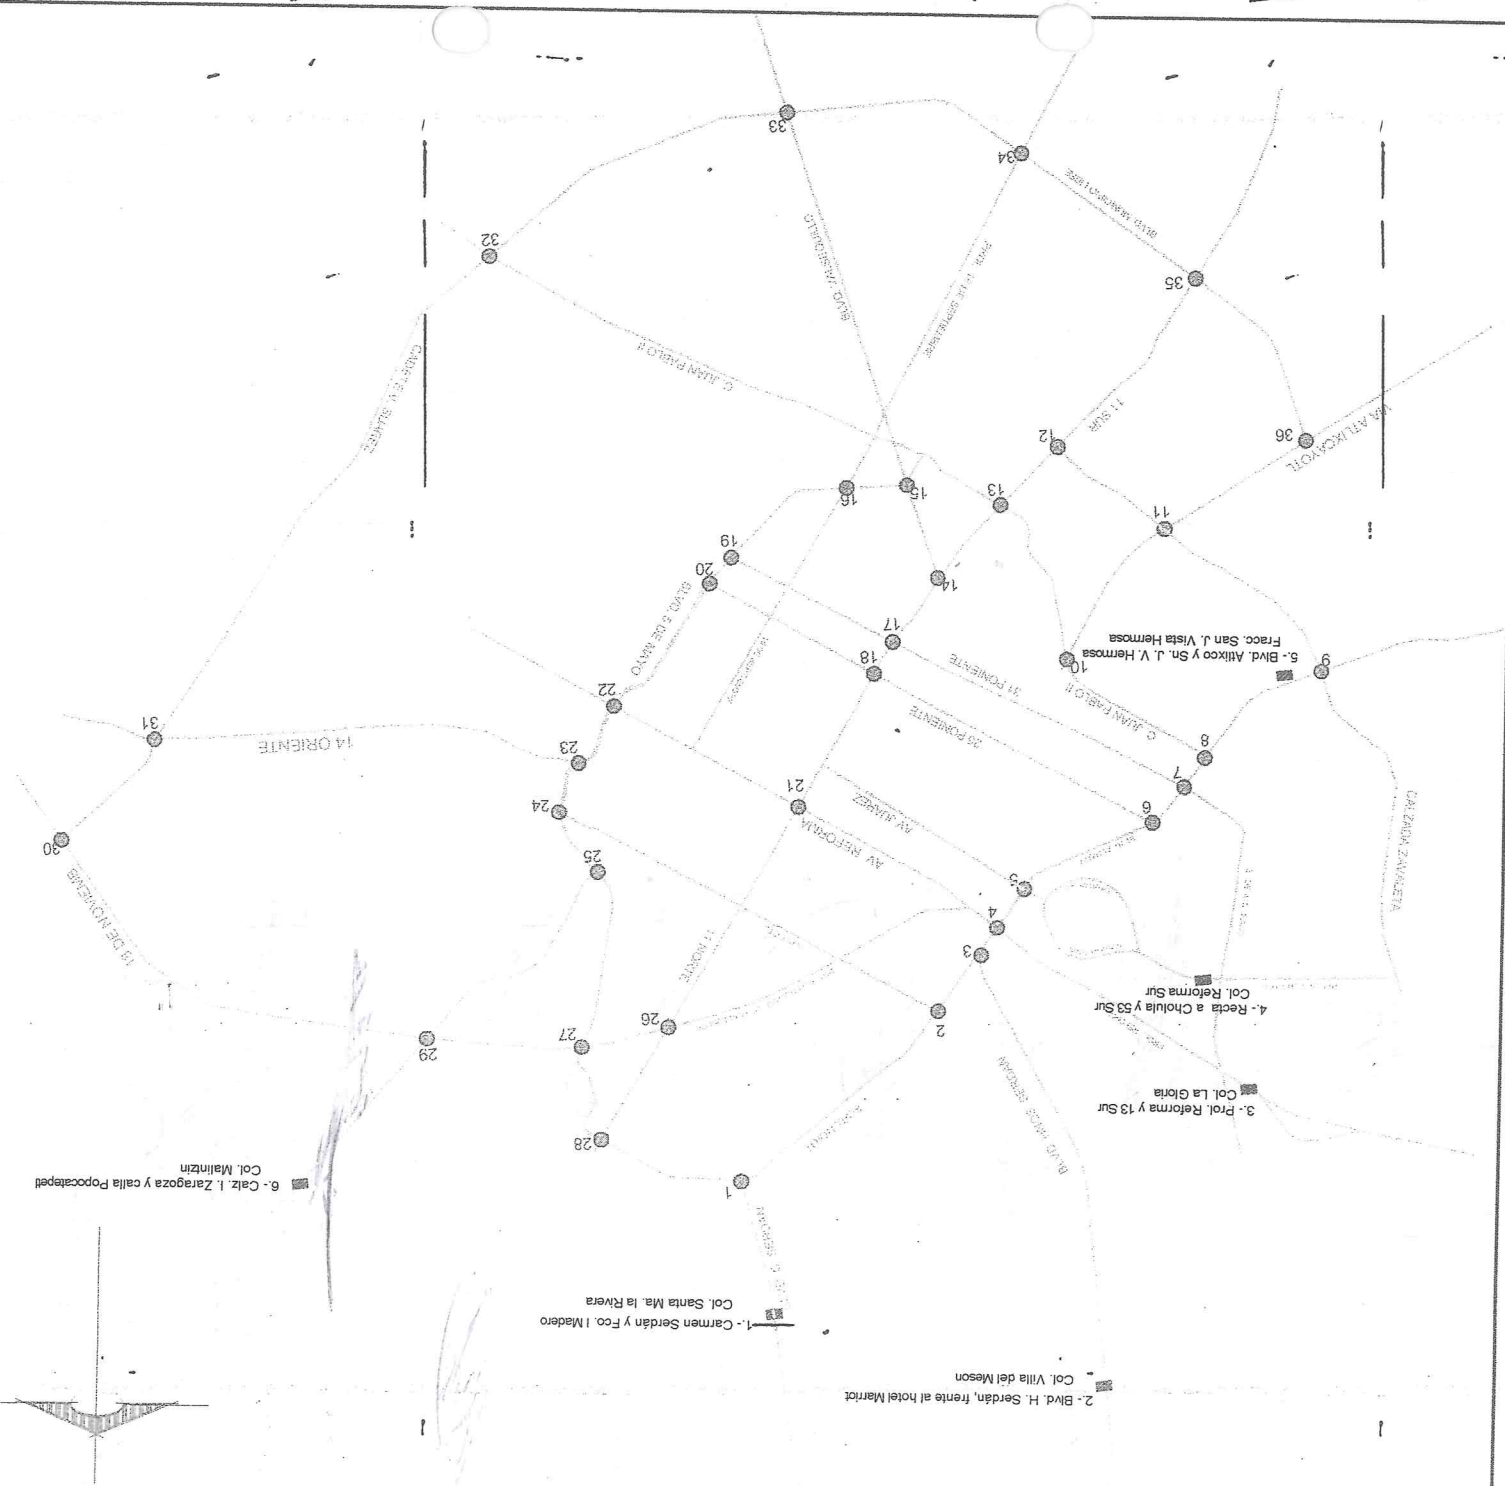 2.- Blvd. H. Serdán, frente al hotel Marriot
Col. Villa del Meson
1.- Carmen Serdán y Fco. I Madero
Col. Santa Ma. la Rivera
6.- Calz. I. Zaragoza y calla Popocatepetl
Col. Malintzin
3.- Prol. Reforma y 13 Sur
Col. La Gloria
4.- Recta a Cholula y 53 Sur
Col. Reforma Sur
5.- Blvd. Atlixco y Sn. J. V. Hermosa
Fracc. San J. Vista Hermosa
C. SERDAN
BLVD. HNOS. SERDAN
1
28
2
26
27
29
3
4
5
11 NORTE
18 DE NOVIEMB
30
25
24
23
21
AV REFORMA
AV JUAREZ
6
7
8
CALZADA ZAVALETA
14 ORIENTE
31
22
25 PONIENTE
31 PONIENTE
C. JUAN PABLO II
9
10
BLVD. 5 DE MAYO
18
17
20
19
14
16
15
13
12
11
36
VIA ATLIXCAYOTL
11 SUR
CADETE V. SUAREZ
C. JUAN PABLO II
PROL. 16 DE SEPTIEMBRE
BLVD. VALSEQUILLO
32
35
BLVD. MUNICIPIO LIBRE
34
33